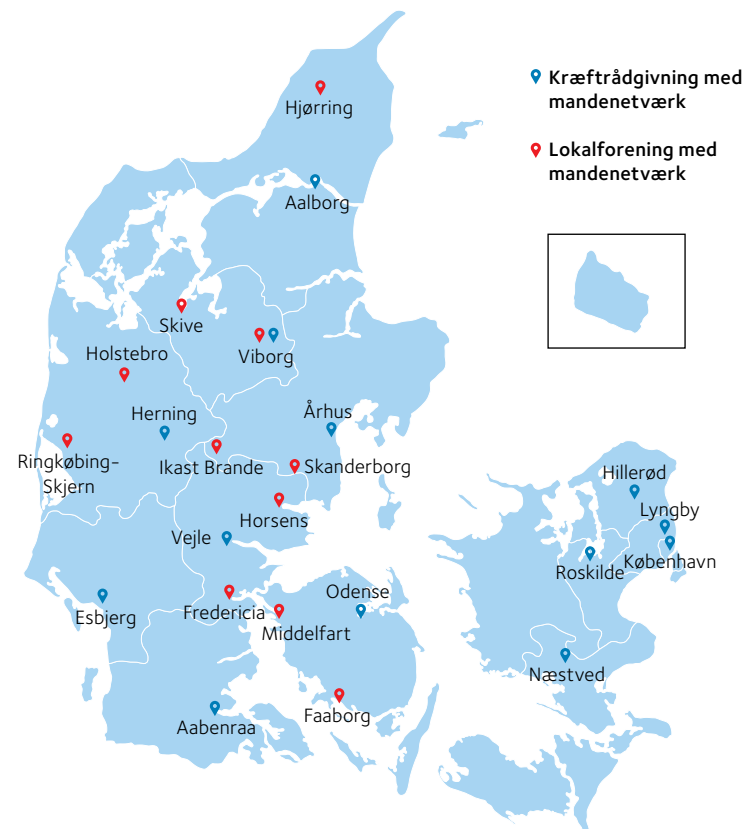 Kræftrådgivning med
mandenetværk
Lokalforening med
mandenetværk
Hjørring
Aalborg
Skive
Viborg
Holstebro
Herning
Århus
Ringkøbing-
Skjern
Ikast Brande
Skanderborg
Horsens
Vejle
Hillerød
Lyngby
København
Roskilde
Esbjerg
Fredericia
Odense
Middelfart
Næstved
Faaborg
Aabenraa